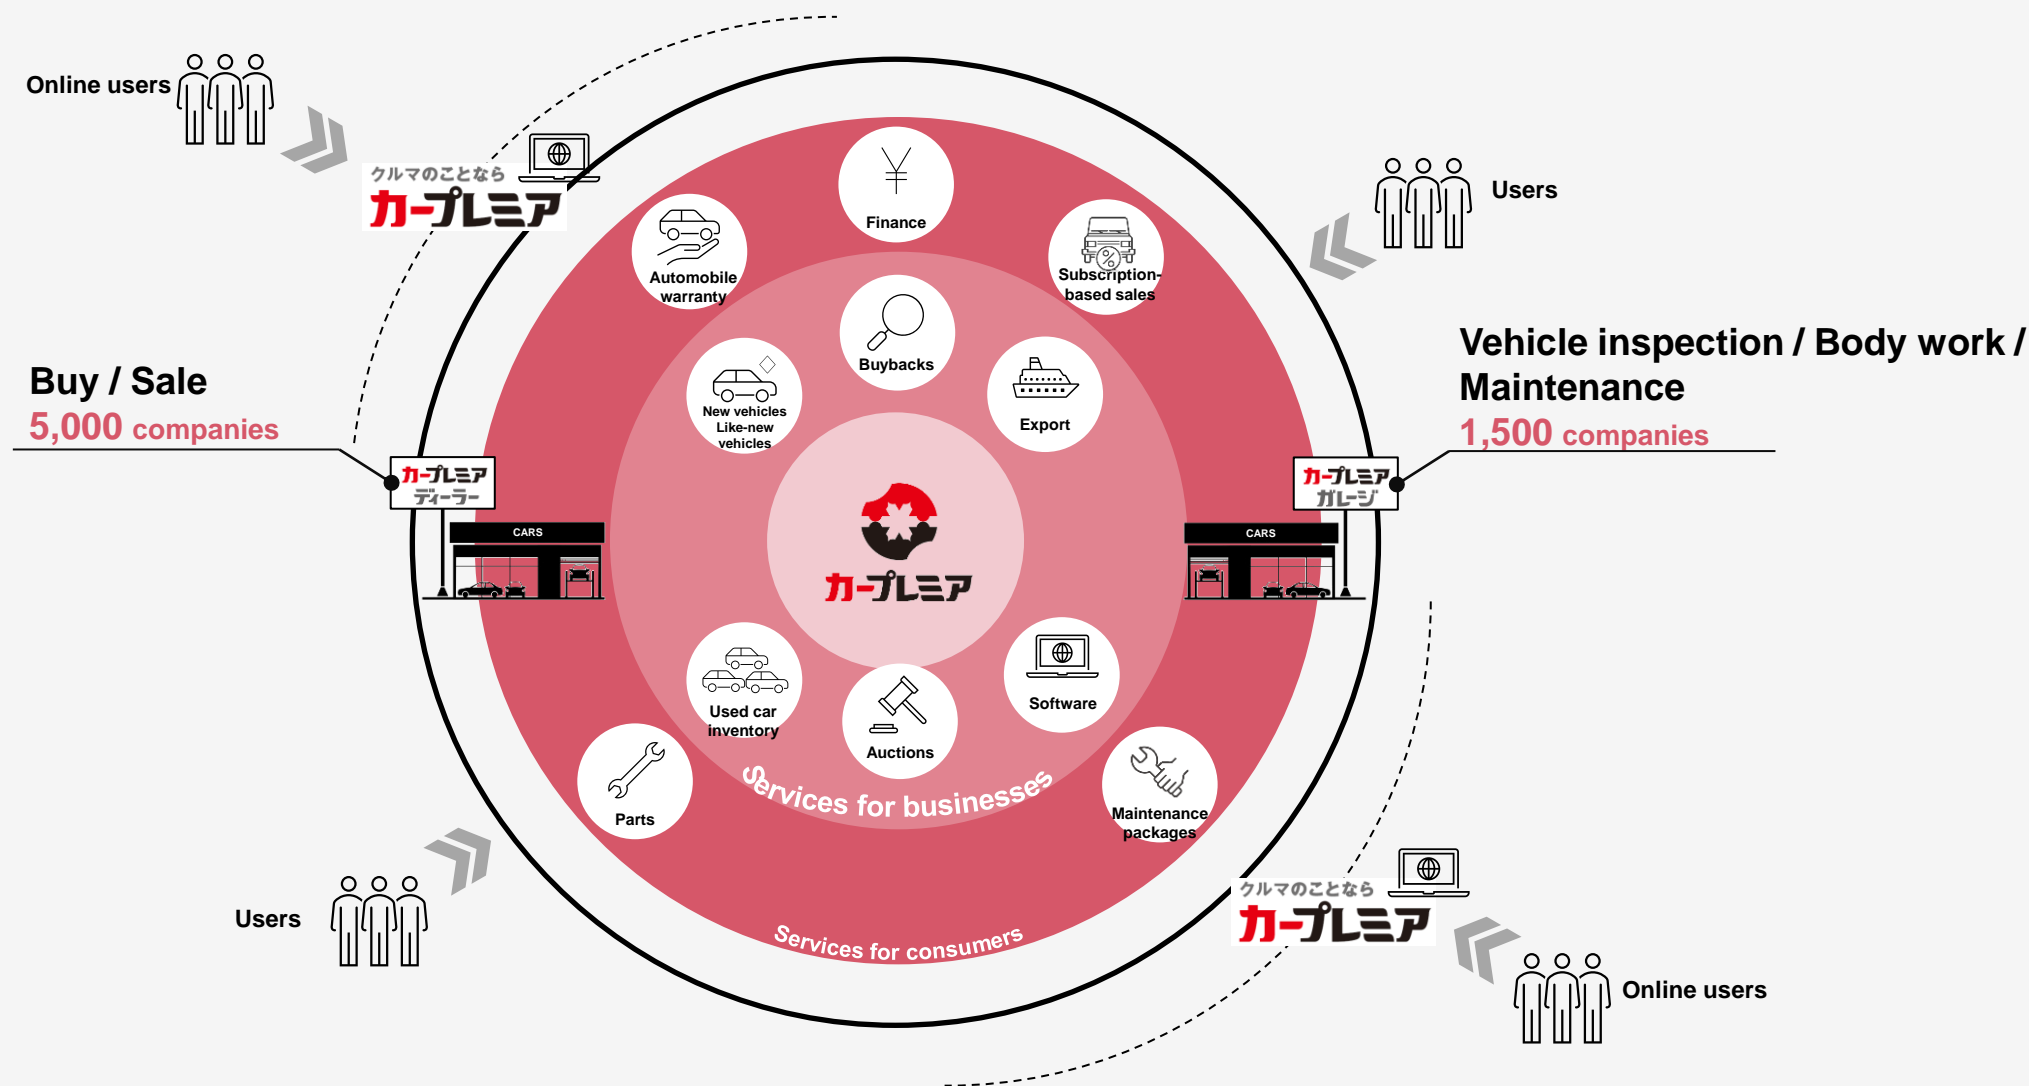 Online users
クルマのことなら
カープレミア
Finance
Users
Automobile
warranty
Subscription-
based sales
Buybacks
New vehicles
Like-new
vehicles
Export
Buy / Sale
5,000 companies
Vehicle inspection / Body work /
Maintenance
1,500 companies
カープレミア
ディーラー
CARS
カープレミア
ガレージ
CARS
カープレミア
Used car
inventory
Auctions
Software
Parts
Maintenance
packages
Services for businesses
Services for consumers
Users
クルマのことなら
カープレミア
Online users